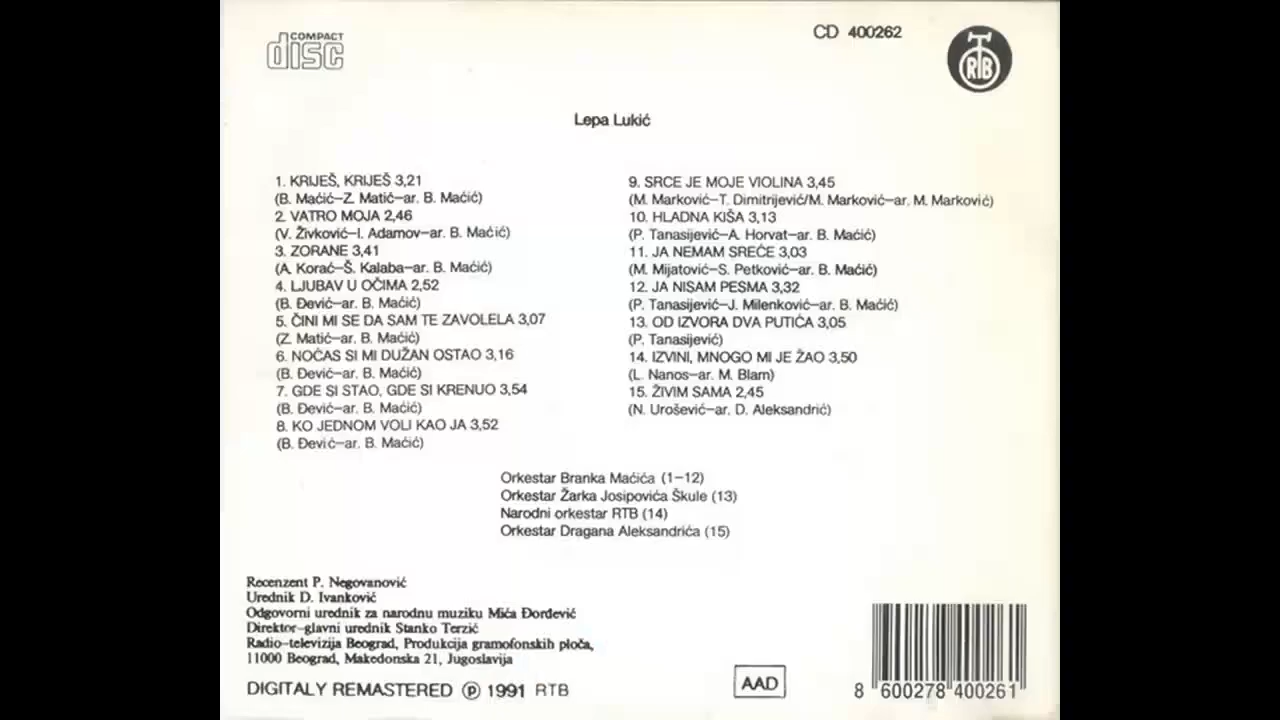 COMPACT
disc
CD 400262
RTB
Lepa Lukić
1. KRIJEŠ, KRIJEŠ 3,21
(B. Maćić–Z. Matić–ar. B. Maćić)
2. VATRO MOJA 2,46
(V. Živković–I. Adamov–ar. B. Maćić)
3. ZORANE 3,41
(A. Korać–Š. Kalaba–ar. B. Maćić)
4. LJUBAV U OČIMA 2,52
(B. Đević–ar. B. Maćić)
5. ČINI MI SE DA SAM TE ZAVOLELA 3,07
(Z. Matić–ar. B. Maćić)
6. NOĆAS SI MI DUŽAN OSTAO 3,16
(B. Đević–ar. B. Maćić)
7. GDE SI STAO, GDE SI KRENUO 3,54
(B. Đević–ar. B. Maćić)
8. KO JEDNOM VOLI KAO JA 3,52
(B. Đević–ar. B. Maćić)
9. SRCE JE MOJE VIOLINA 3,45
(M. Marković–T. Dimitrijević/M. Marković–ar. M. Marković)
10. HLADNA KIŠA 3,13
(P. Tanasijević–A. Horvat–ar. B. Maćić)
11. JA NEMAM SREĆE 3,03
(M. Mijatović–S. Petković–ar. B. Maćić)
12. JA NISAM PESMA 3,32
(P. Tanasijević–J. Milenković–ar. B. Maćić)
13. OD IZVORA DVA PUTIĆA 3,05
(P. Tanasijević)
14. IZVINI, MNOGO MI JE ŽAO 3,50
(L. Nanos–ar. M. Blam)
15. ŽIVIM SAMA 2,45
(N. Urošević–ar. D. Aleksandrić)
Orkestar Branka Maćića (1–12)
Orkestar Žarka Josipovića Škule (13)
Narodni orkestar RTB (14)
Orkestar Dragana Aleksandrića (15)
Recenzent P. Negovanović
Urednik D. Ivanković
Odgovorni urednik za narodnu muziku Mića Đorđević
Direktor–glavni urednik Stanko Terzić
Radio–televizija Beograd, Produkcija gramofonskih ploča,
11000 Beograd, Makedonska 21, Jugoslavija
DIGITALY REMASTERED ℗ 1991 RTB
AAD
8 600278 400261